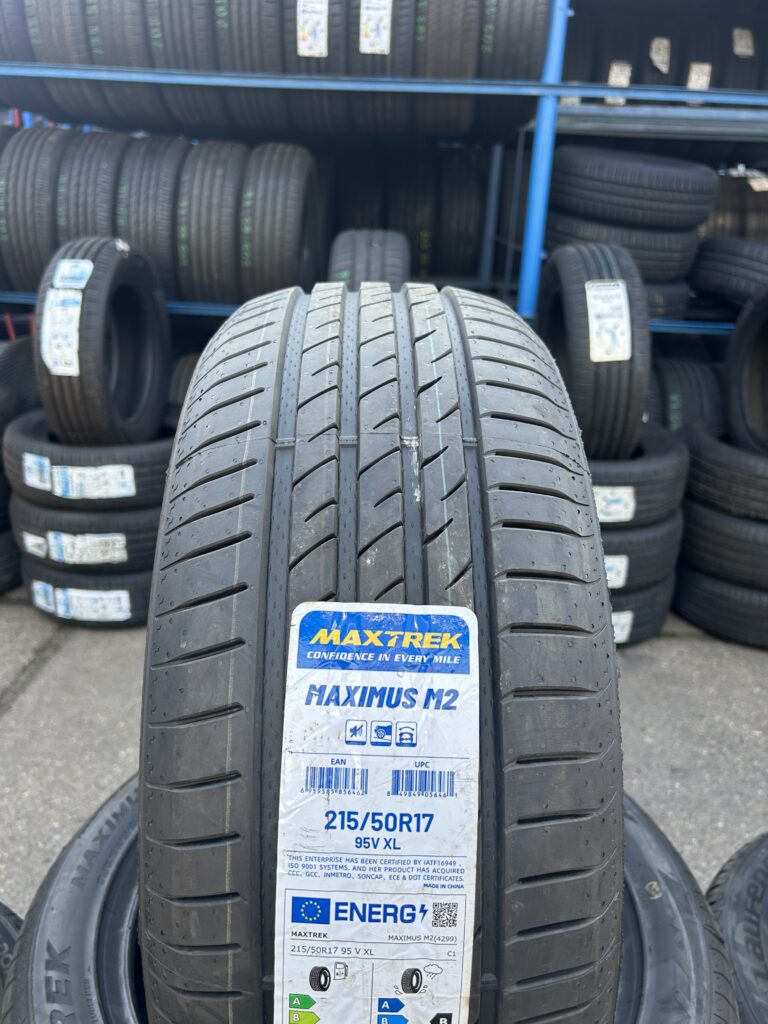 MAXTREK
CONFIDENCE IN EVERY MILE
MAXIMUS M2
EAN UPC
215/50R17
95V XL
THIS ENTERPRISE HAS BEEN CERTIFIED BY IATF16949 ,
ISO 9001 SYSTEMS. AND HER PRODUCT HAS ACQUIRED
CCC, GCC, INMETRO, SONCAP, ECE & DOT CERTIFICATES.
MADE IN CHINA
ENERG
MAXTREK MAXIMUS M2(4299)
215/50R17 95 V XL C1
A A
B B B